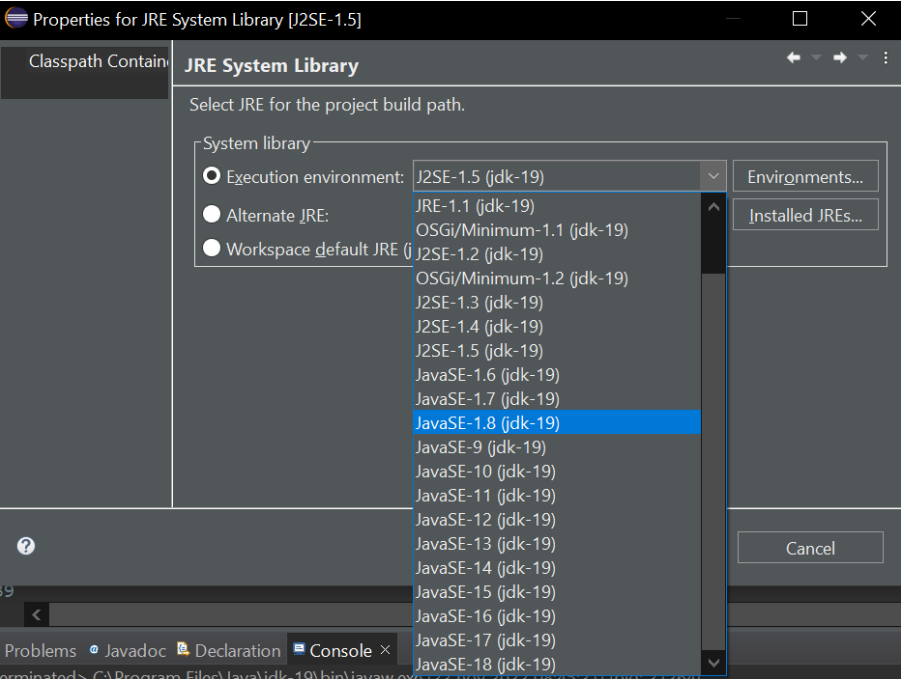 Properties for JRE System Library [J2SE-1.5]
Classpath Contain
JRE System Library
Select JRE for the project build path.
System library
Execution environment:
J2SE-1.5 (jdk-19)
Environments...
Alternate JRE:
Installed JREs...
Workspace default JRE (j
JRE-1.1 (jdk-19)
OSGi/Minimum-1.1 (jdk-19)
J2SE-1.2 (jdk-19)
OSGi/Minimum-1.2 (jdk-19)
J2SE-1.3 (jdk-19)
J2SE-1.4 (jdk-19)
J2SE-1.5 (jdk-19)
JavaSE-1.6 (jdk-19)
JavaSE-1.7 (jdk-19)
JavaSE-1.8 (jdk-19)
JavaSE-9 (jdk-19)
JavaSE-10 (jdk-19)
JavaSE-11 (jdk-19)
JavaSE-12 (jdk-19)
JavaSE-13 (jdk-19)
JavaSE-14 (jdk-19)
JavaSE-15 (jdk-19)
JavaSE-16 (jdk-19)
JavaSE-17 (jdk-19)
JavaSE-18 (jdk-19)
Cancel
39
Problems @ Javadoc Declaration Console
erminated> C:\Program Files\Java\jdk-19\bin\javaw.exe